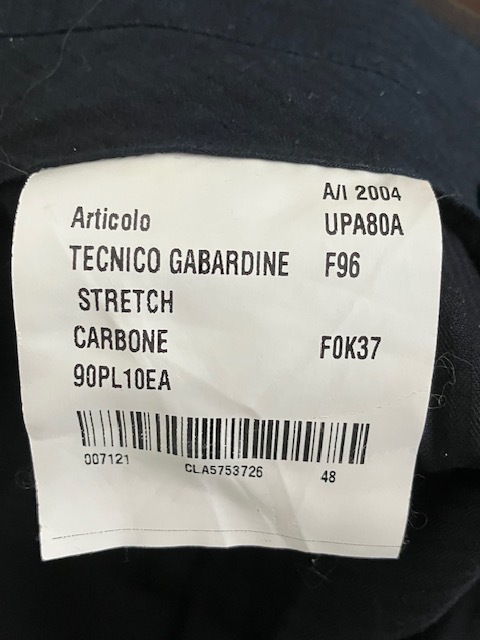 A/I 2004
Articolo UPA80A
TECNICO GABARDINE F96
STRETCH
CARBONE F0K37
90PL10EA
007121 CLA5753726 48